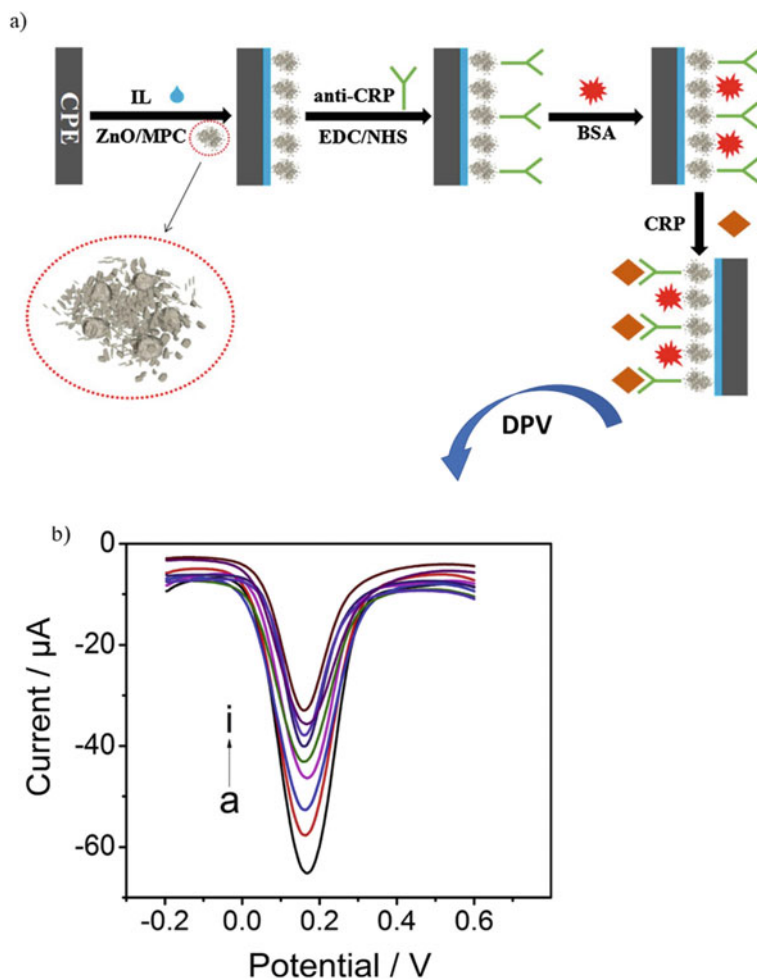 a)
CPE
IL
ZnO/MPC
anti-CRP
EDC/NHS
BSA
CRP
DPV
b)
0
-20
-40
-60
Current / μA
i
a
-0.2 0.0 0.2 0.4 0.6
Potential / V